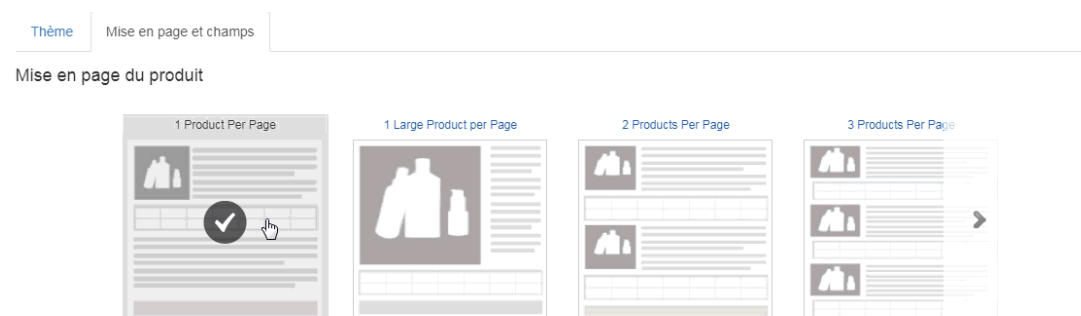 Thème
Mise en page et champs
Mise en page du produit
1 Product Per Page
1 Large Product per Page
2 Products Per Page
3 Products Per Page